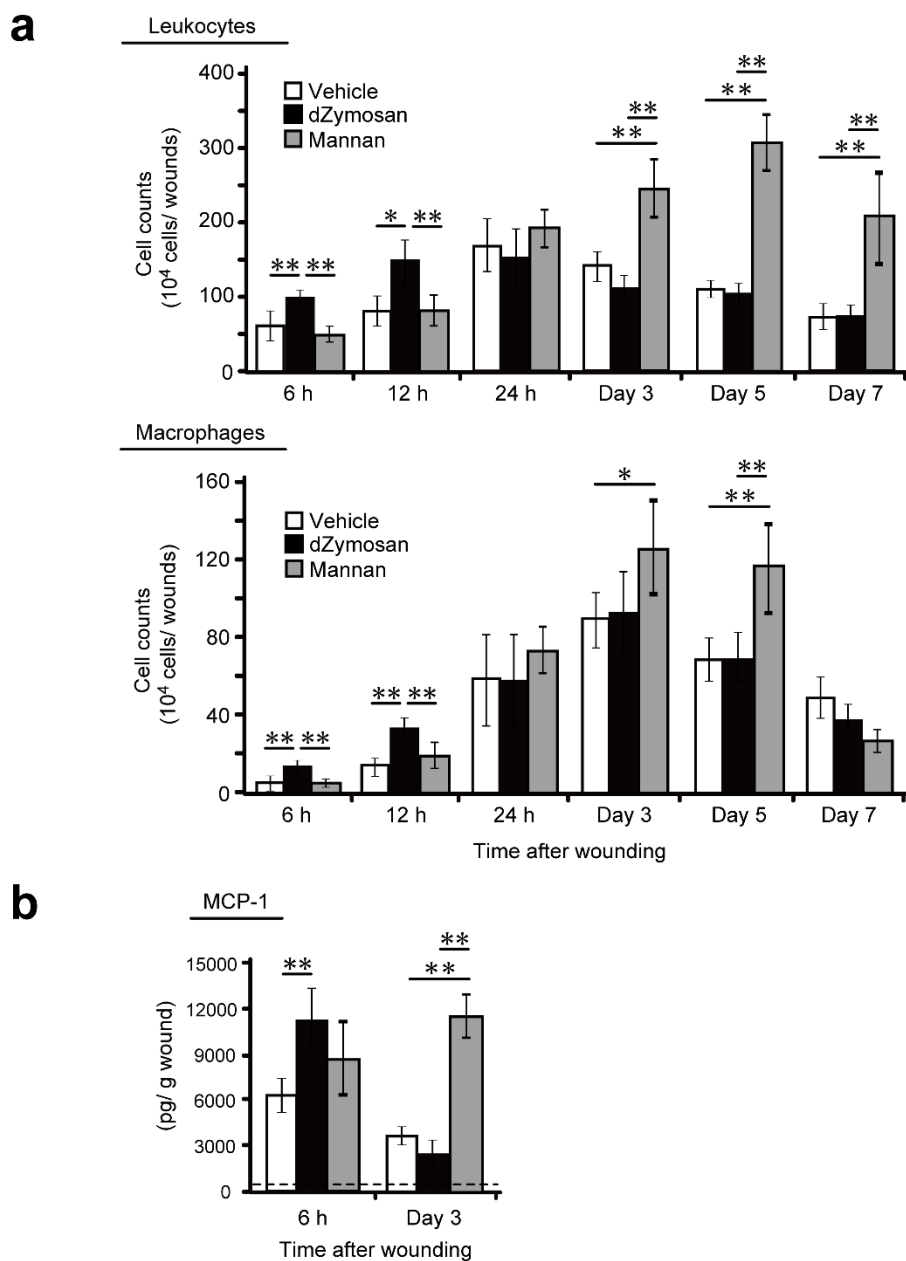 a
Leukocytes
400
300
200
100
0
Cell counts
(10⁴ cells/ wounds)
Vehicle
dZymosan
Mannan
** **
* **
**
**
**
**
**
**
6 h 12 h 24 h Day 3 Day 5 Day 7
Macrophages
160
120
80
40
0
Cell counts
(10⁴ cells/ wounds)
Vehicle
dZymosan
Mannan
** **
** **
*
**
**
6 h 12 h 24 h Day 3 Day 5 Day 7
Time after wounding
b
MCP-1
15000
12000
9000
6000
3000
0
(pg/ g wound)
**
**
**
6 h Day 3
Time after wounding